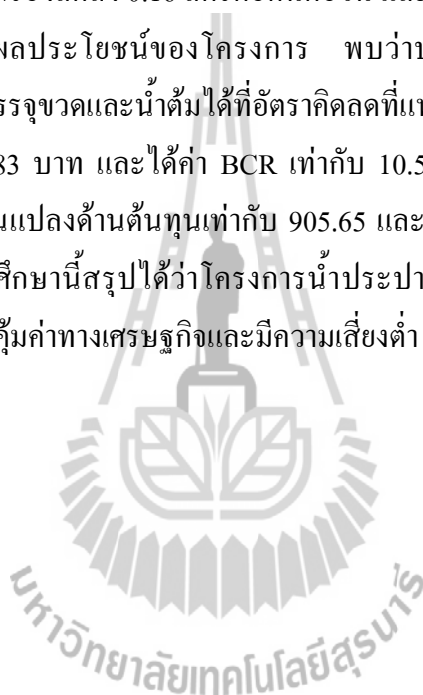 ผลประโยชน์ของโครงการ พบว่า
รรจุขวดและน้ำต้มได้ที่อัตราคิดลดที่แท
83 บาท และได้ค่า BCR เท่ากับ 10.5
นแปลงด้านต้นทุนเท่ากับ 905.65 และ
ศึกษานี้สรุปได้ว่าโครงการน้ำประปา
คุ้มค่าทางเศรษฐกิจและมีความเสี่ยงต่ำ
มหาวิทยาลัยเทคโนโลยีสุรนารี